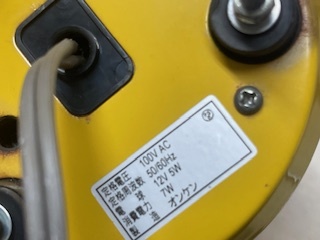 定格電圧 100V AC
定格周波数 50/60Hz
電球 12V 5W
消費電力 7W
製造 オンケン